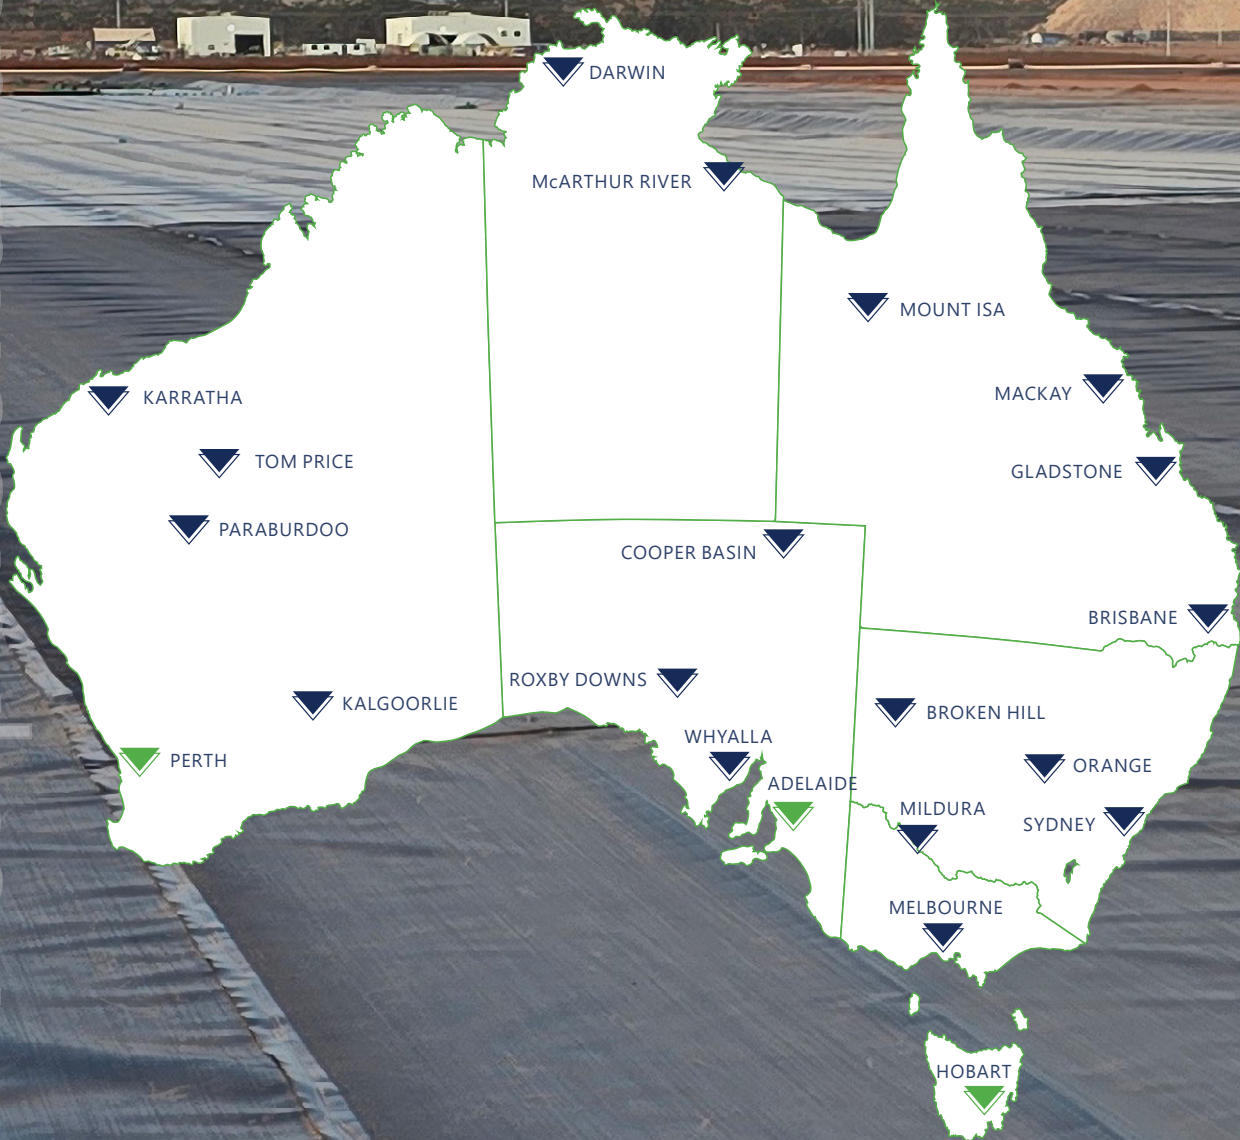 DARWIN
McARTHUR RIVER
MOUNT ISA
MACKAY
KARRATHA
TOM PRICE
GLADSTONE
PARABURDOO
COOPER BASIN
BRISBANE
ROXBY DOWNS
KALGOORLIE
BROKEN HILL
WHYALLA
PERTH
ORANGE
ADELAIDE
MILDURA
SYDNEY
MELBOURNE
HOBART